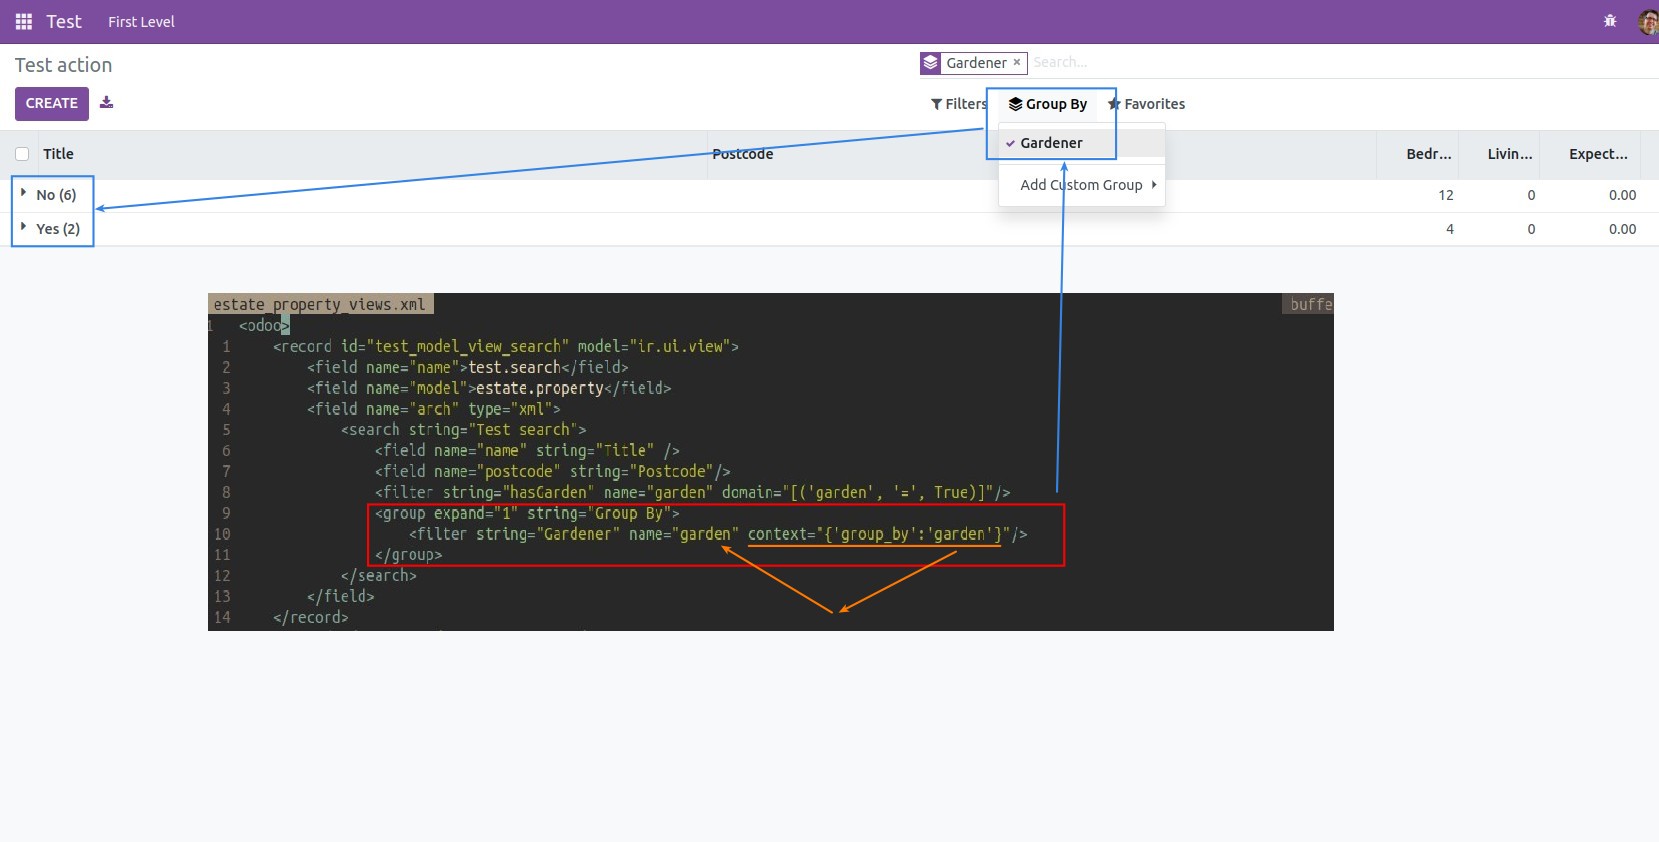 Test First Level
Test action
Gardener × Search...
CREATE
Filters Group By Favorites
Gardener
Add Custom Group
Title Postcode Bedr... Livin... Expect...
No (6) 12 0 0.00
Yes (2) 4 0 0.00
estate_property_views.xml buffe
1 <odoo>
1 <record id="test_model_view_search" model="ir.ui.view">
2 <field name="name">test.search</field>
3 <field name="model">estate.property</field>
4 <field name="arch" type="xml">
5 <search string="Test search">
6 <field name="name" string="Title" />
7 <field name="postcode" string="Postcode"/>
8 <filter string="hasGarden" name="garden" domain="[('garden', '=', True)]"/>
9 <group expand="1" string="Group By">
10 <filter string="Gardener" name="garden" context="{'group_by':'garden'}"/>
11 </group>
12 </search>
13 </field>
14 </record>